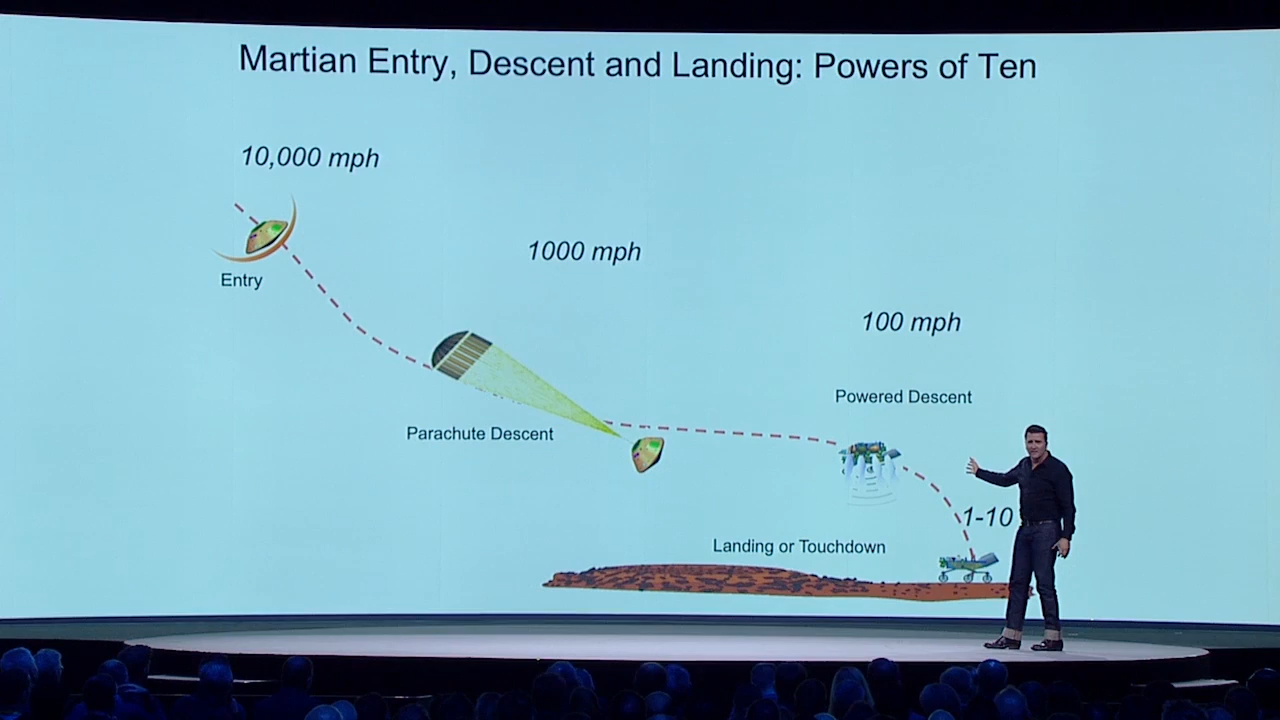 Martian Entry, Descent and Landing: Powers of Ten
10,000 mph
Entry
1000 mph
Parachute Descent
100 mph
Powered Descent
1-10
Landing or Touchdown